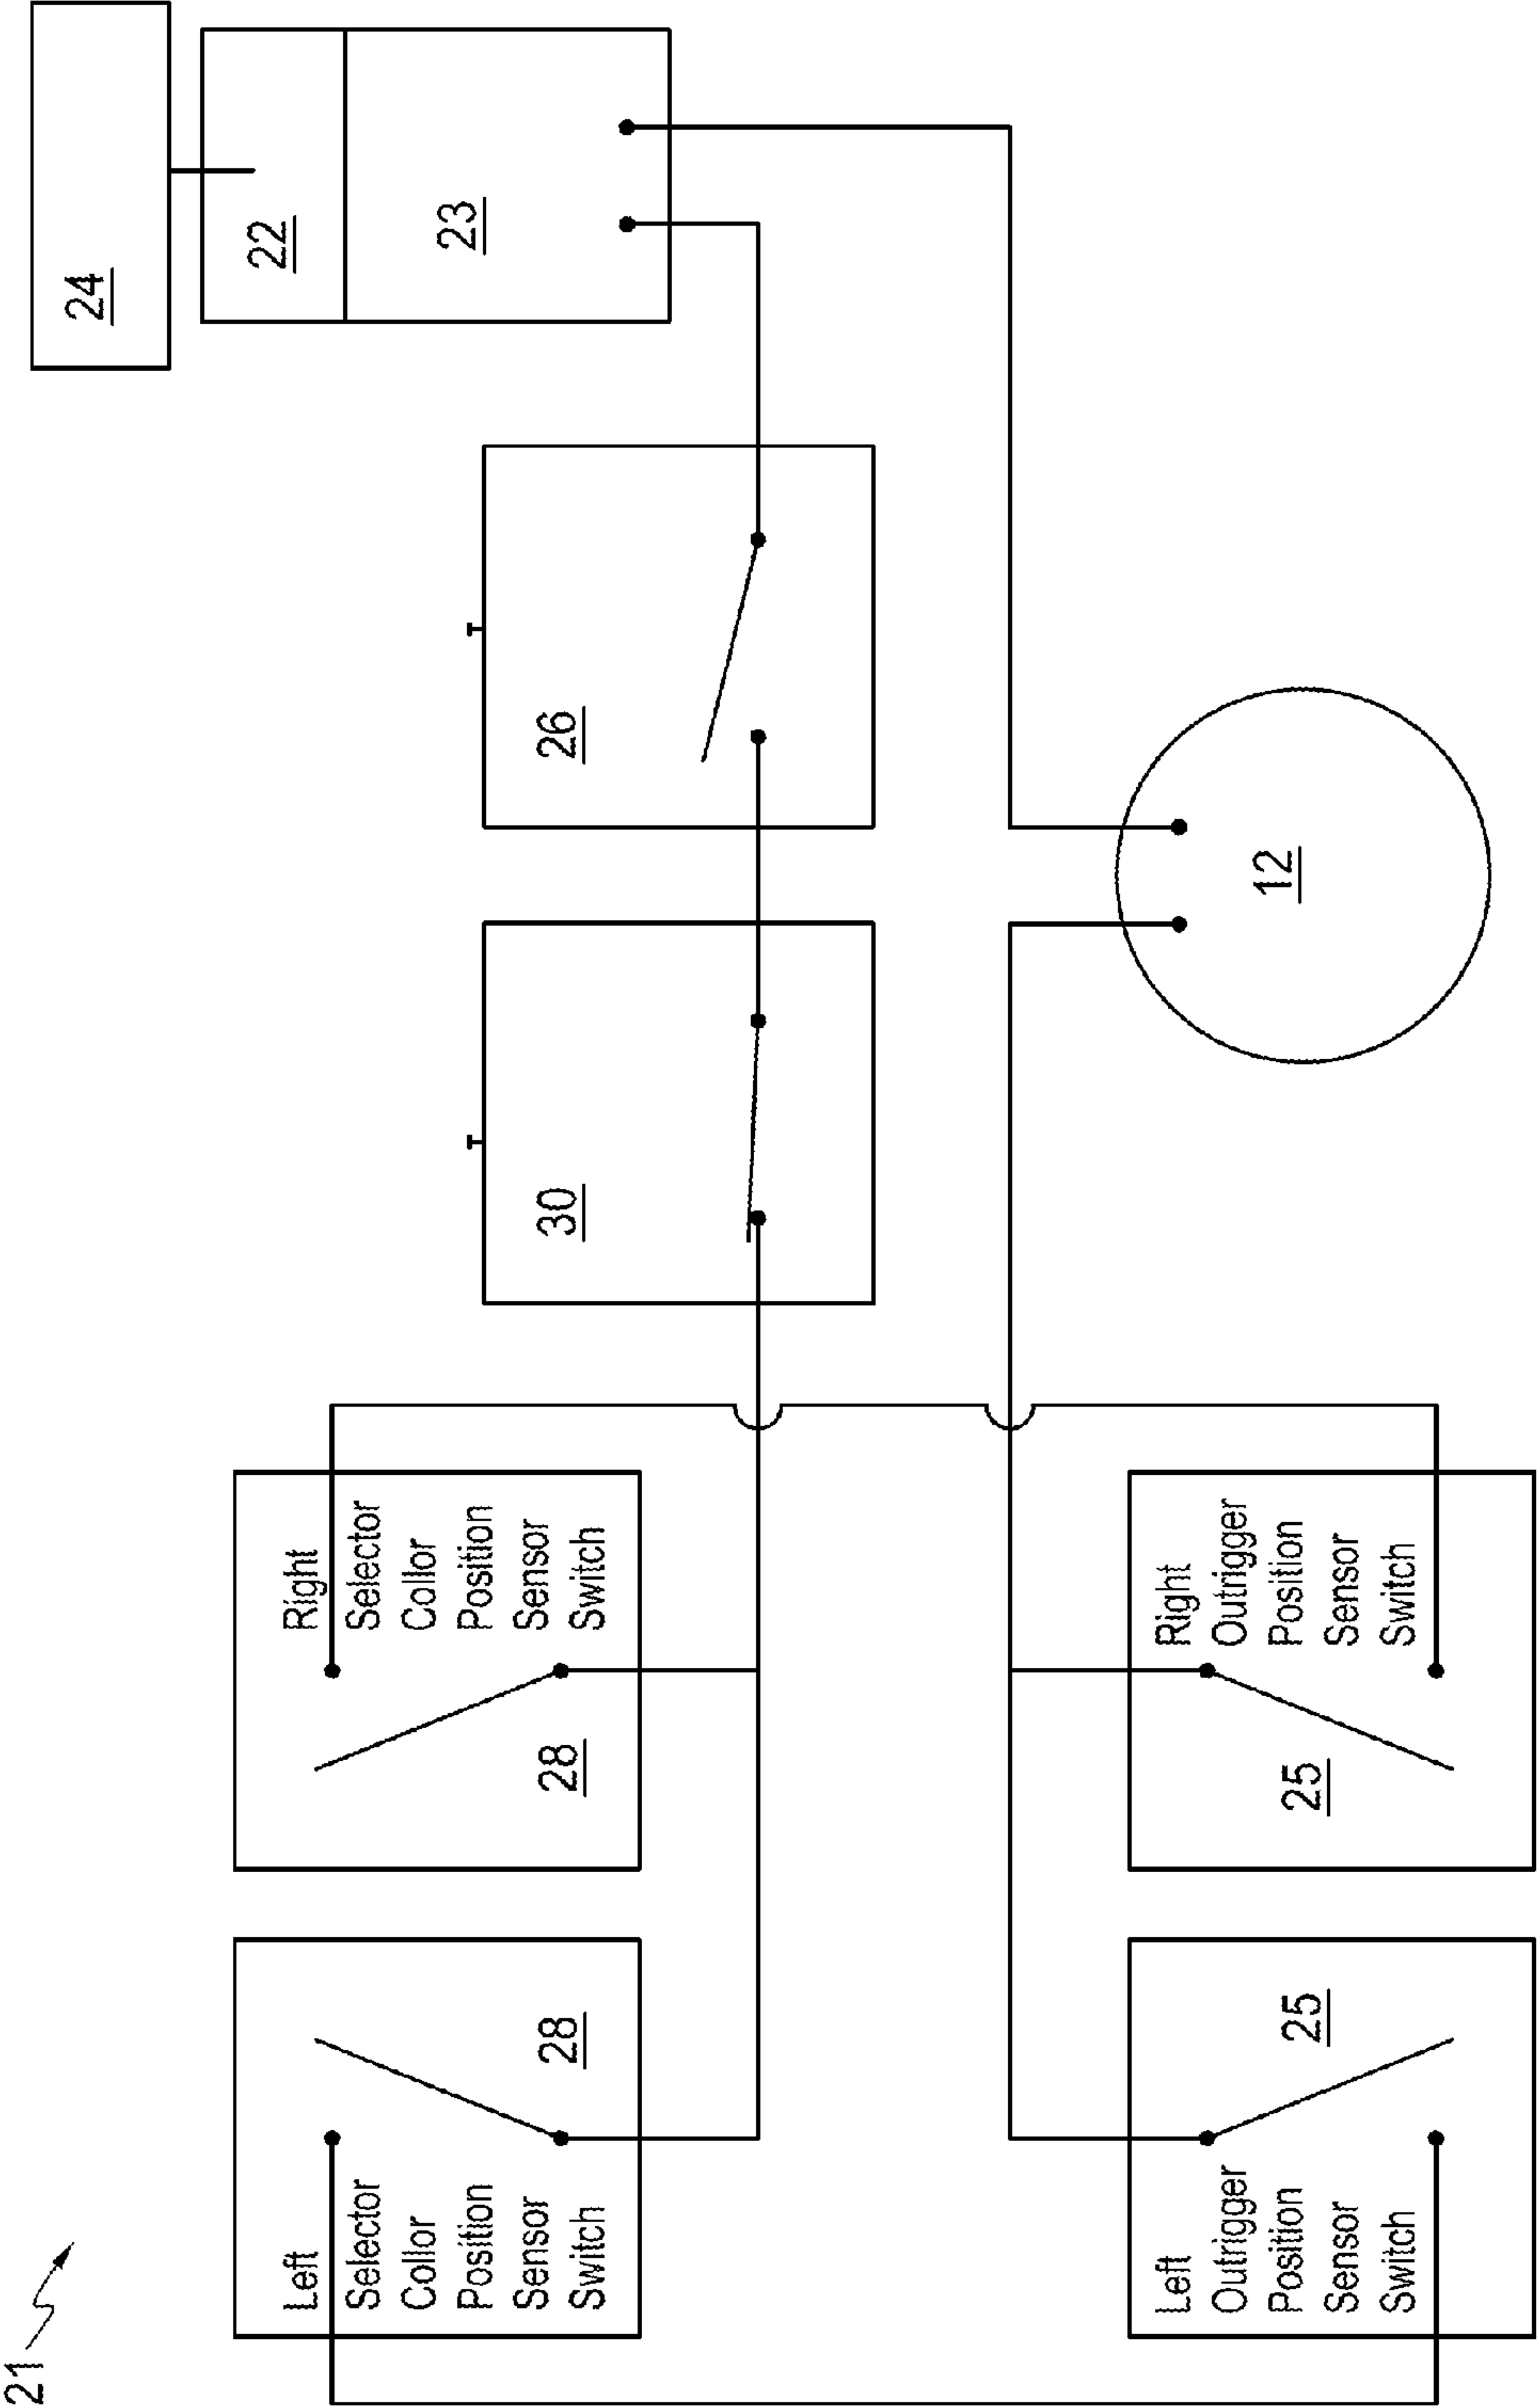 21
Left
Selector
Collor
Position
Sensor
Switch
28
Right
Selector
Collor
Position
Sensor
Switch
28
30
26
24
22
23
Left
Outrigger
Position
Sensor
Switch
25
Right
Outrigger
Position
Sensor
Switch
25
12